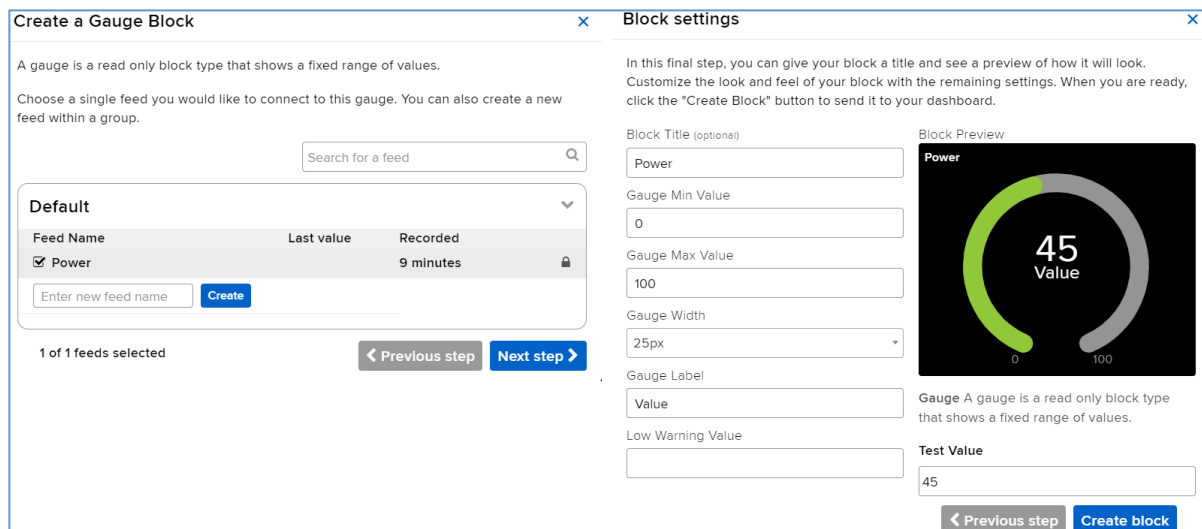 Create a Gauge Block
×
A gauge is a read only block type that shows a fixed range of values.
Choose a single feed you would like to connect to this gauge. You can also create a new
feed within a group.
Search for a feed
Default
Feed Name Last value Recorded
Power 9 minutes
Enter new feed name Create
1 of 1 feeds selected
Previous step Next step
Block settings
×
In this final step, you can give your block a title and see a preview of how it will look.
Customize the look and feel of your block with the remaining settings. When you are ready,
click the "Create Block" button to send it to your dashboard.
Block Title (optional)
Power
Gauge Min Value
0
Gauge Max Value
100
Gauge Width
25px
Gauge Label
Value
Low Warning Value
Block Preview
Power
45
Value
0 100
Gauge A gauge is a read only block type
that shows a fixed range of values.
Test Value
45
Previous step Create block